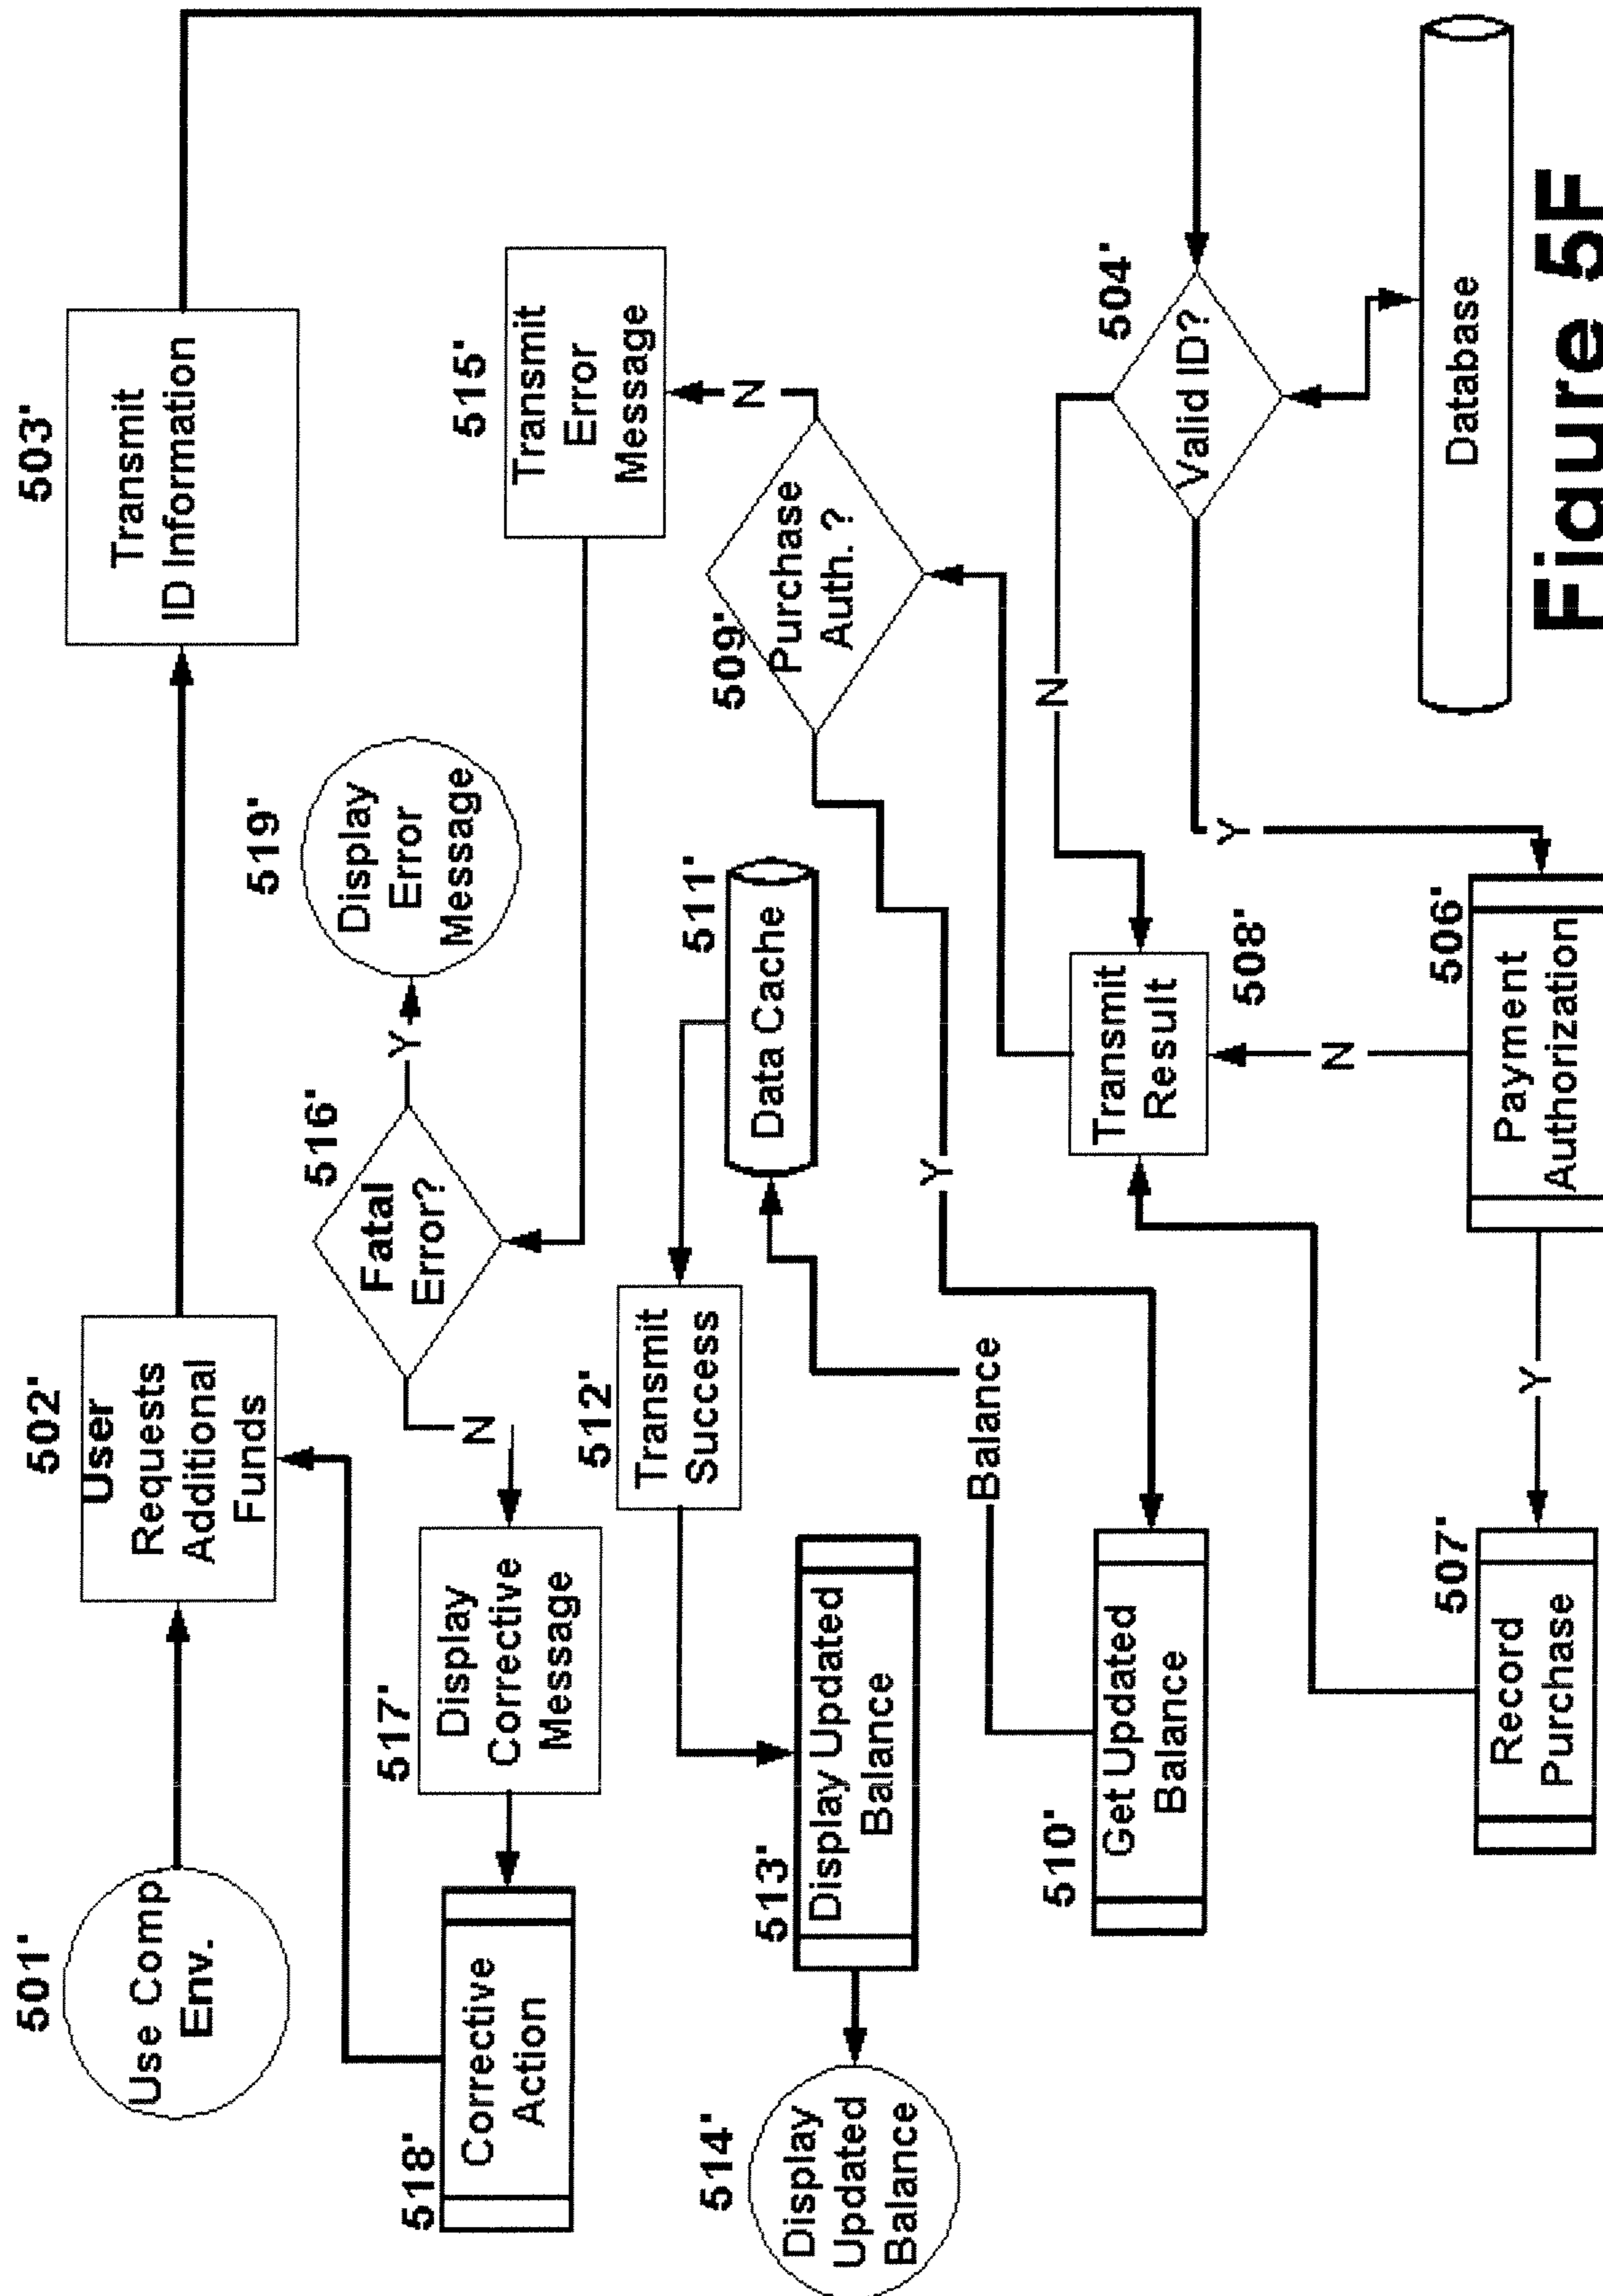 501'
Use Comp
Env.
502'
User
Requests
Additional
Funds
503'
Transmit
ID Information
518'
Corrective
Action
517'
Display
Corrective
Message
N
516'
Fatal
Error?
Y
519'
Display
Error
Message
515'
Transmit
Error
Message
N
514'
Display
Updated
Balance
513'
Display Updated
Balance
512'
Transmit
Success
511'
Data Cache
509'
Purchase
Auth. ?
510'
Get Updated
Balance
Balance
Y
508'
Transmit
Result
N
504'
Valid ID?
507'
Record
Purchase
Y
506'
Payment
Authorization
N
Y
Database
Figure 5F